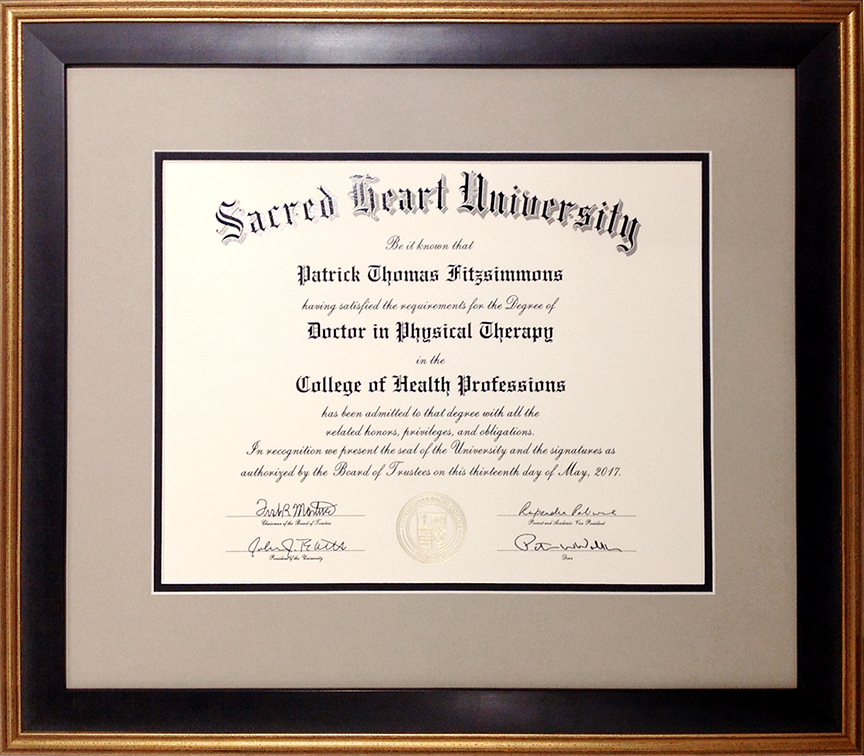 Sacred Heart University
Be it known that
Patrick Thomas Fitzsimmons
having satisfied the requirements for the Degree of
Doctor in Physical Therapy
in the
College of Health Professions
has been admitted to that degree with all the
related honors, privileges, and obligations.
In recognition we present the seal of the University and the signatures as
authorized by the Board of Trustees on this thirteenth day of May, 2017.
Chairman of the Board of Trustees
President of the University
Provost and Academic Vice President
Dean